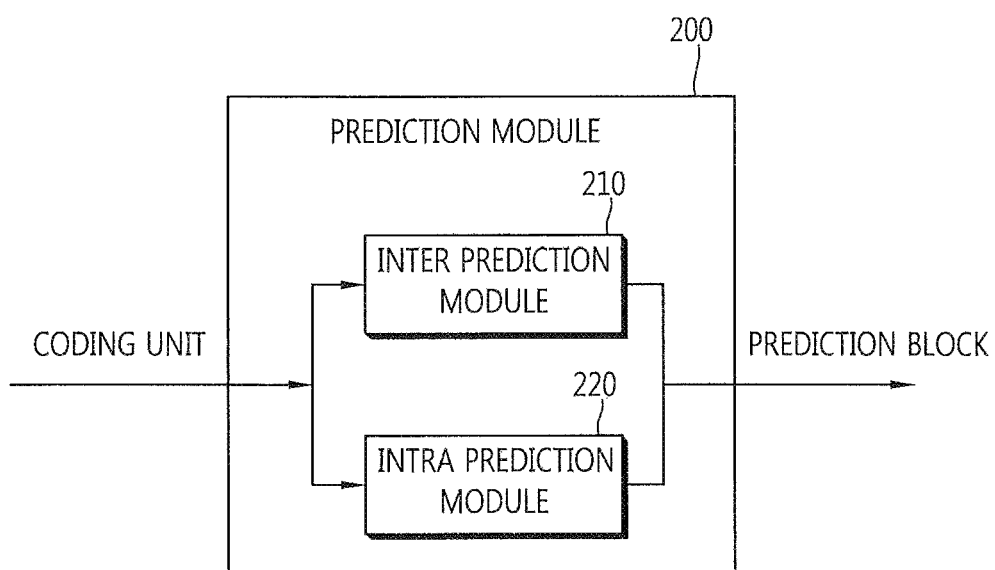 200
PREDICTION MODULE
210
INTER PREDICTION
MODULE
CODING UNIT
PREDICTION BLOCK
220
INTRA PREDICTION
MODULE